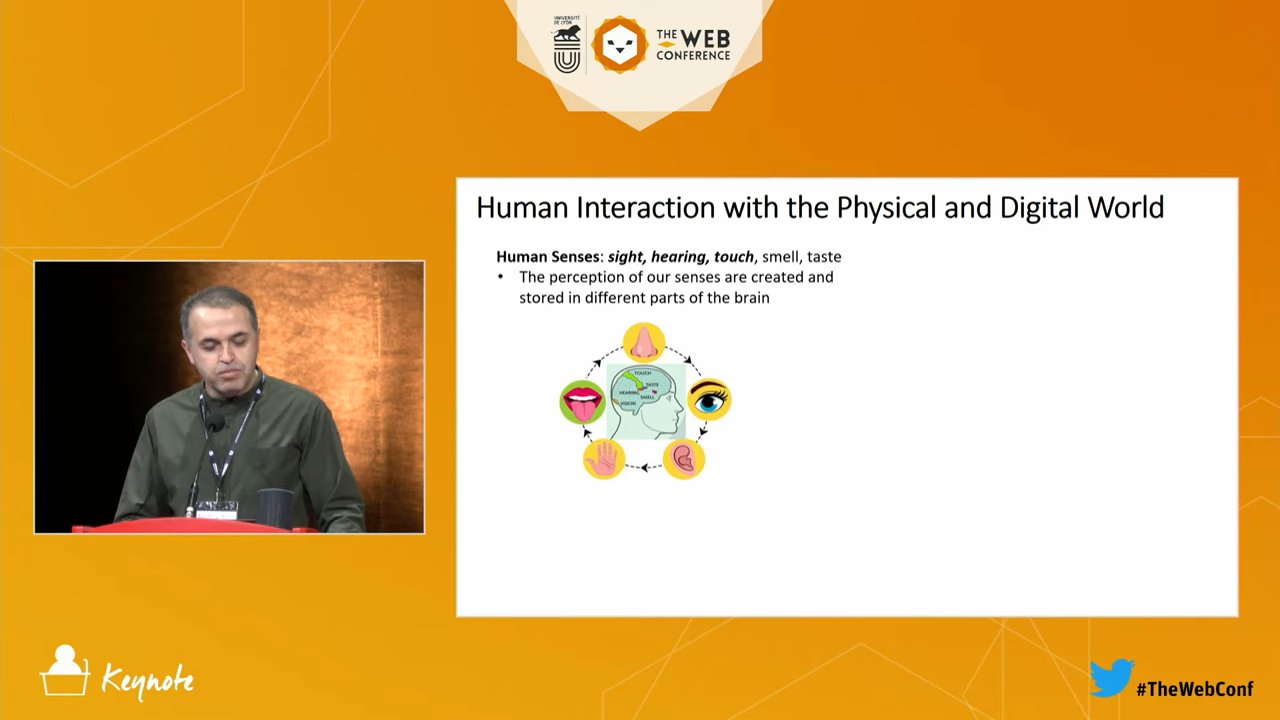 UNIVERSITÉ
DE LYON
THE WEB
CONFERENCE
Human Interaction with the Physical and Digital World
Human Senses: sight, hearing, touch, smell, taste
• The perception of our senses are created and
stored in different parts of the brain
TOUCH
TASTE
HEARING
SMELL
VISION
Keynote
#TheWebConf